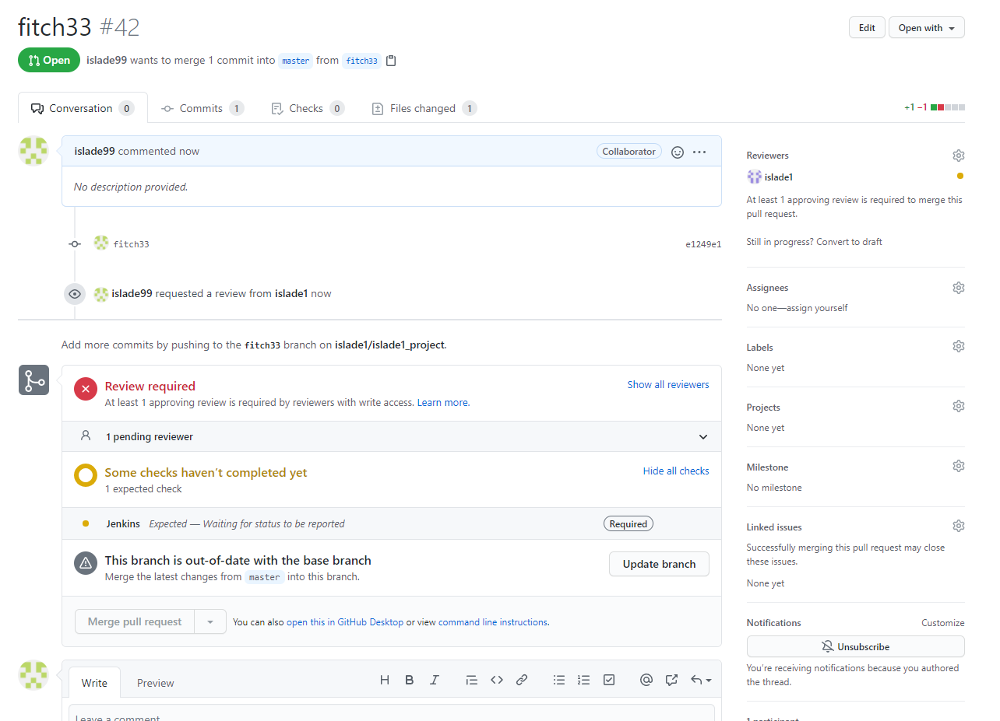 fitch33 #42
Edit
Open with
Open
islade99 wants to merge 1 commit into master from fitch33
Conversation 0
Commits 1
Checks 0
Files changed 1
+1 −1
islade99 commented now
Collaborator
No description provided.
fitch33
e1249e1
islade99 requested a review from islade1 now
Add more commits by pushing to the fitch33 branch on islade1/islade1_project.
Review required
Show all reviewers
At least 1 approving review is required by reviewers with write access. Learn more.
1 pending reviewer
Some checks haven't completed yet
Hide all checks
1 expected check
Jenkins Expected — Waiting for status to be reported
Required
This branch is out-of-date with the base branch
Update branch
Merge the latest changes from master into this branch.
Merge pull request
You can also open this in GitHub Desktop or view command line instructions.
Write
Preview
Leave a comment
Reviewers
islade1
At least 1 approving review is required to merge this
pull request.
Still in progress? Convert to draft
Assignees
No one—assign yourself
Labels
None yet
Projects
None yet
Milestone
No milestone
Linked issues
Successfully merging this pull request may close
these issues.
None yet
Notifications
Customize
Unsubscribe
You're receiving notifications because you authored
the thread.
1 participant